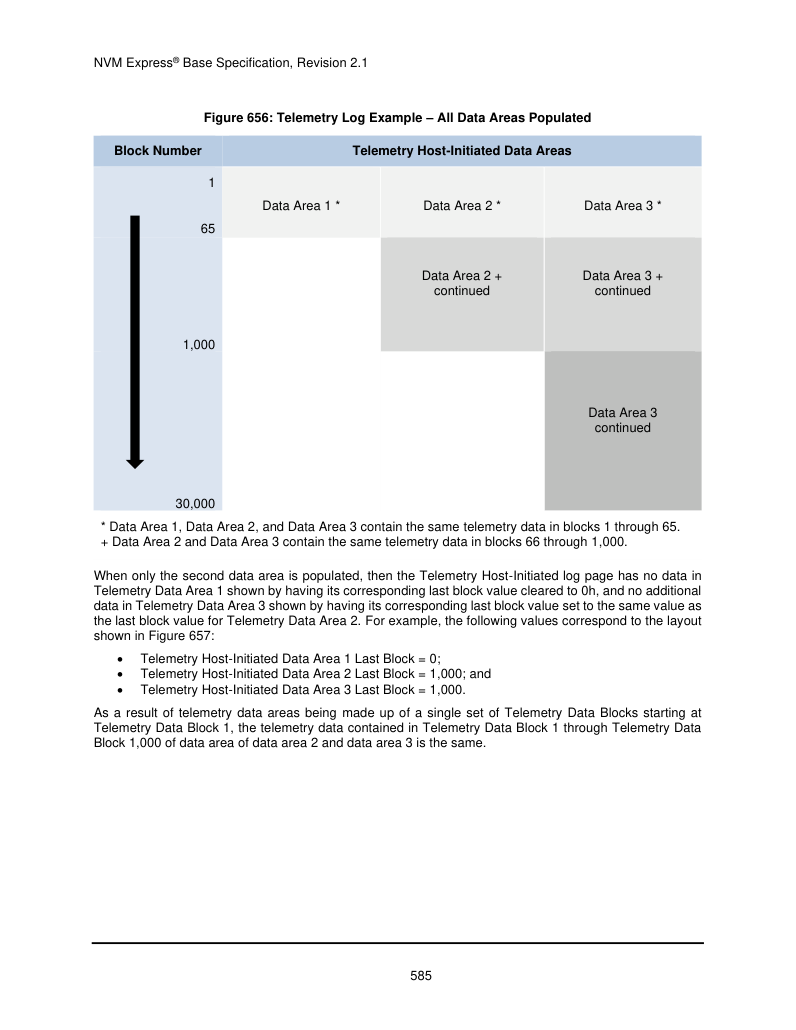 NVM Express® Base Specification, Revision 2.1
Figure 656: Telemetry Log Example – All Data Areas Populated
Block Number Telemetry Host-Initiated Data Areas
1
Data Area 1 * Data Area 2 * Data Area 3 *
65
Data Area 2 + Data Area 3 +
continued continued
1,000
Data Area 3
continued
30,000
* Data Area 1, Data Area 2, and Data Area 3 contain the same telemetry data in blocks 1 through 65.
+ Data Area 2 and Data Area 3 contain the same telemetry data in blocks 66 through 1,000.
When only the second data area is populated, then the Telemetry Host-Initiated log page has no data in
Telemetry Data Area 1 shown by having its corresponding last block value cleared to 0h, and no additional
data in Telemetry Data Area 3 shown by having its corresponding last block value set to the same value as
the last block value for Telemetry Data Area 2. For example, the following values correspond to the layout
shown in Figure 657:
• Telemetry Host-Initiated Data Area 1 Last Block = 0;
• Telemetry Host-Initiated Data Area 2 Last Block = 1,000; and
• Telemetry Host-Initiated Data Area 3 Last Block = 1,000.
As a result of telemetry data areas being made up of a single set of Telemetry Data Blocks starting at
Telemetry Data Block 1, the telemetry data contained in Telemetry Data Block 1 through Telemetry Data
Block 1,000 of data area of data area 2 and data area 3 is the same.
585